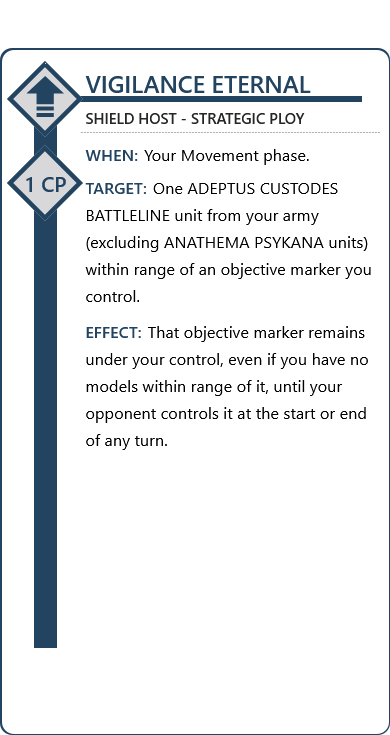 VIGILANCE ETERNAL
SHIELD HOST - STRATEGIC PLOY
1 CP
WHEN: Your Movement phase.
TARGET: One ADEPTUS CUSTODES
BATTLELINE unit from your army
(excluding ANATHEMA PSYKANA units)
within range of an objective marker you
control.
EFFECT: That objective marker remains
under your control, even if you have no
models within range of it, until your
opponent controls it at the start or end
of any turn.